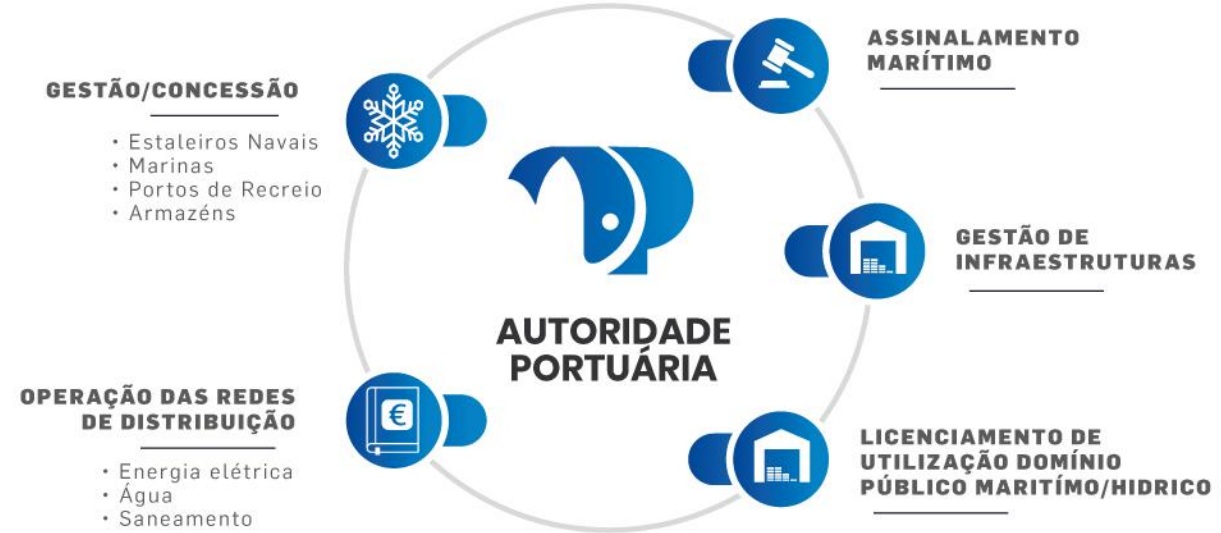 ASSINALAMENTO
MARÍTIMO
GESTÃO/CONCESSÃO
• Estaleiros Navais
• Marinas
• Portos de Recreio
• Armazéns
GESTÃO DE
INFRAESTRUTURAS
AUTORIDADE
PORTUÁRIA
OPERAÇÃO DAS REDES
DE DISTRIBUIÇÃO
• Energia elétrica
• Água
• Saneamento
€
LICENCIAMENTO DE
UTILIZAÇÃO DOMÍNIO
PÚBLICO MARITÍMO/HIDRICO